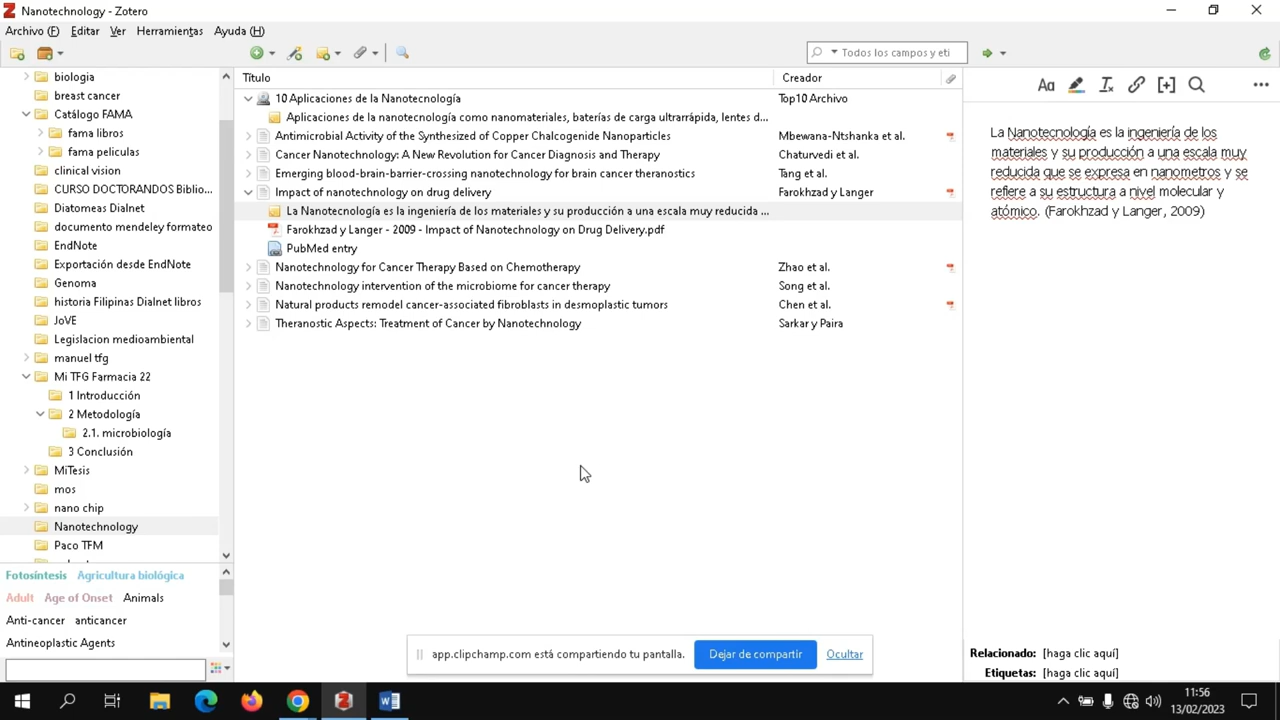 Nanotechnology - Zotero
Archivo (F) Editar Ver Herramientas Ayuda (H)
Todos los campos y eti
biologia
breast cancer
Catálogo FAMA
fama libros
fama peliculas
clinical vision
CURSO DOCTORANDOS Biblio...
Diatomeas Dialnet
documento mendeley formateo
EndNote
Exportación desde EndNote
Genoma
historia Filipinas Dialnet libros
JoVE
Legislacion medioambiental
manuel tfg
Mi TFG Farmacia 22
1 Introducción
2 Metodología
2.1. microbiología
3 Conclusión
MiTesis
mos
nano chip
Nanotechnology
Paco TFM
Fotosíntesis Agricultura biológica
Adult Age of Onset Animals
Anti-cancer anticancer
Antineoplastic Agents
Título Creador
10 Aplicaciones de la Nanotecnología Top10 Archivo
Aplicaciones de la nanotecnología como nanomateriales, baterías de carga ultrarrápida, lentes d...
Antimicrobial Activity of the Synthesized of Copper Chalcogenide Nanoparticles Mbewana-Ntshanka et al.
Cancer Nanotechnology: A New Revolution for Cancer Diagnosis and Therapy Chaturvedi et al.
Emerging blood-brain-barrier-crossing nanotechnology for brain cancer theranostics Tang et al.
Impact of nanotechnology on drug delivery Farokhzad y Langer
La Nanotecnología es la ingeniería de los materiales y su producción a una escala muy reducida ...
Farokhzad y Langer - 2009 - Impact of Nanotechnology on Drug Delivery.pdf
PubMed entry
Nanotechnology for Cancer Therapy Based on Chemotherapy Zhao et al.
Nanotechnology intervention of the microbiome for cancer therapy Song et al.
Natural products remodel cancer-associated fibroblasts in desmoplastic tumors Chen et al.
Theranostic Aspects: Treatment of Cancer by Nanotechnology Sarkar y Paira
La Nanotecnología es la ingeniería de los
materiales y su producción a una escala muy
reducida que se expresa en nanometros y se
refiere a su estructura a nivel molecular y
atómico. (Farokhzad y Langer, 2009)
app.clipchamp.com está compartiendo tu pantalla. Dejar de compartir Ocultar
Relacionado: [haga clic aquí]
Etiquetas: [haga clic aquí]
11:56
13/02/2023